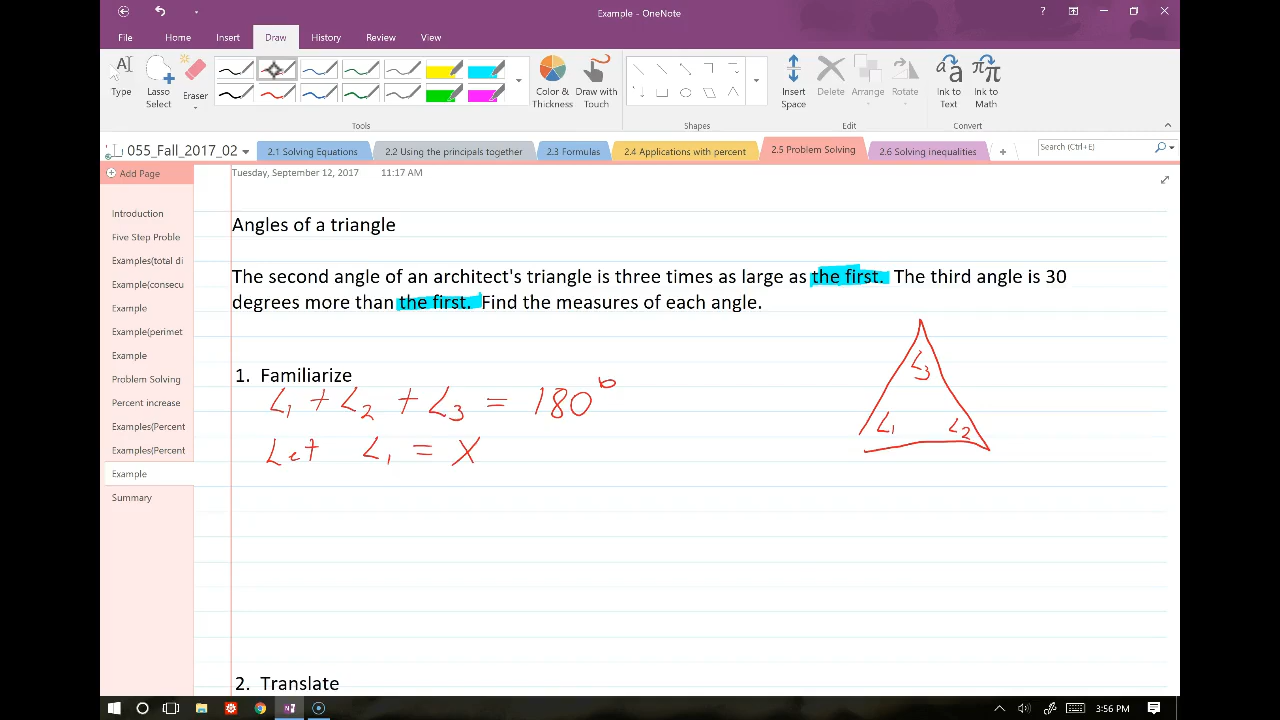 Example - OneNote
?
File Home Insert Draw History Review View
Type
Lasso Select
Eraser
Color & Thickness
Draw with Touch
Insert Space
Delete
Arrange
Rotate
Ink to Text
Ink to Math
Tools Shapes Edit Convert
055_Fall_2017_02
2.1 Solving Equations
2.2 Using the principals together
2.3 Formulas
2.4 Applications with percent
2.5 Problem Solving
2.6 Solving inequalities
Search (Ctrl+E)
Add Page
Tuesday, September 12, 2017 11:17 AM
Introduction
Five Step Proble
Examples(total di
Example(consecu
Example
Example(perimet
Example
Problem Solving
Percent increase
Examples(Percent
Examples(Percent
Example
Summary
Angles of a triangle
The second angle of an architect's triangle is three times as large as the first. The third angle is 30
degrees more than the first. Find the measures of each angle.
1. Familiarize
∠1 + ∠2 + ∠3 = 180°
Let ∠1 = x
∠3
∠1 ∠2
2. Translate
3:56 PM